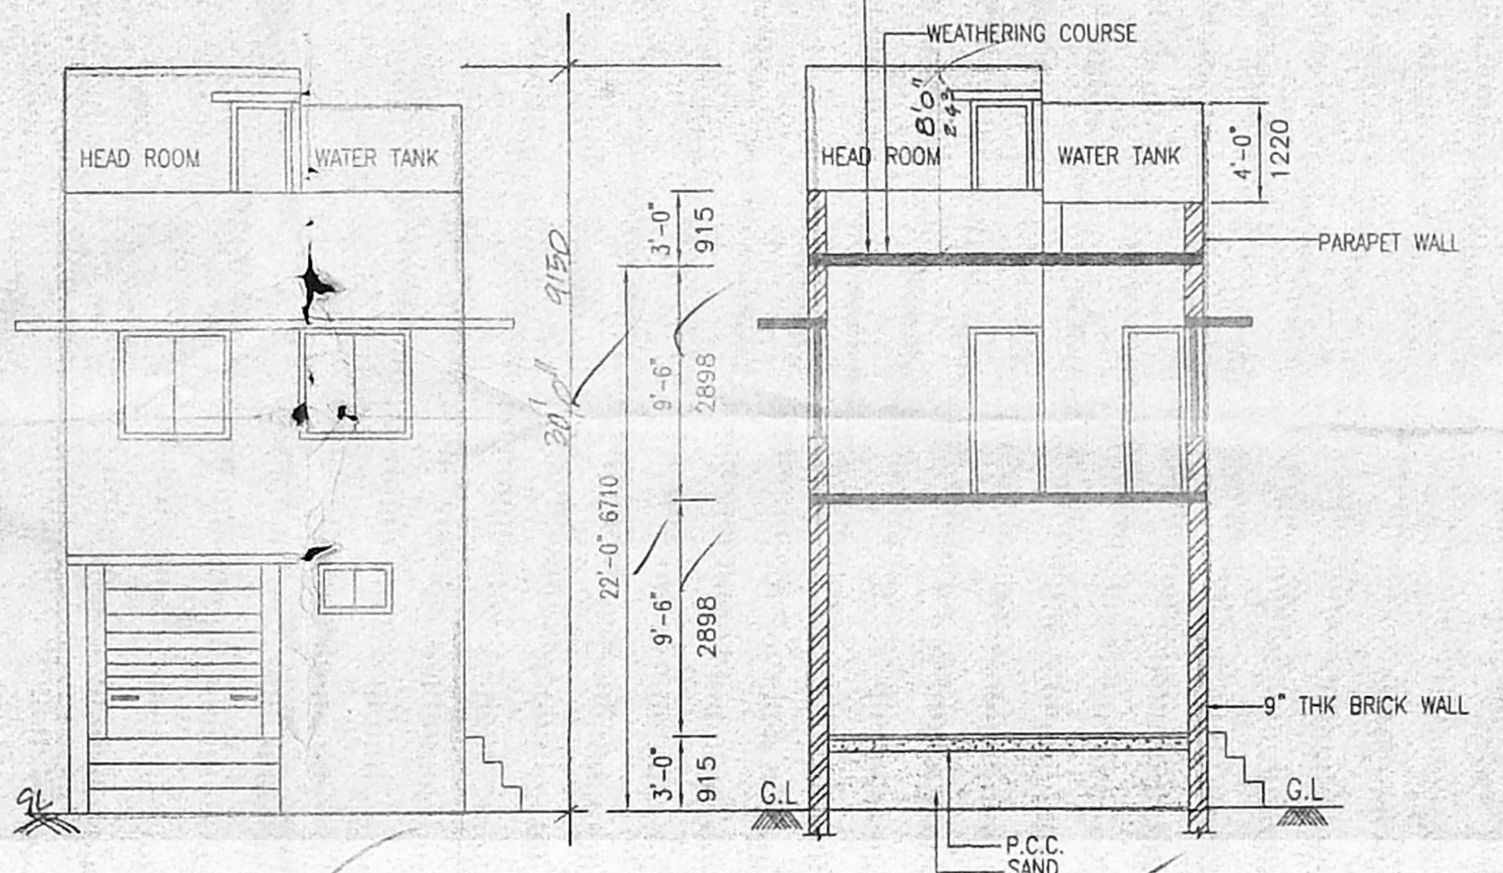 WEATHERING COURSE
8'0"
2.43
HEAD ROOM
WATER TANK
HEAD ROOM
WATER TANK
4'-0"
1220
3'-0"
915
PARAPET WALL
30'0" 9150
9'-6"
2898
22'-0" 6710
9'-6"
2898
9" THK BRICK WALL
3'-0"
915
GL
G.L
G.L
P.C.C.
SAND